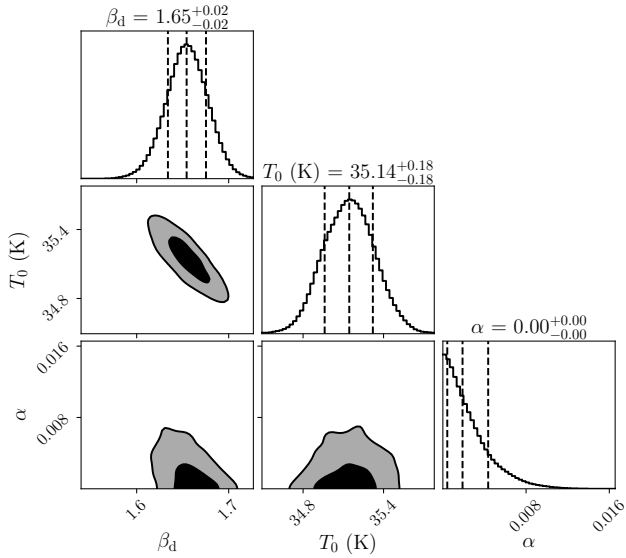 β_d = 1.65^{+0.02}_{−0.02}
T_0 (K) = 35.14^{+0.18}_{−0.18}
35.4
34.8
T_0 (K)
α = 0.00^{+0.00}_{−0.00}
0.016
0.008
α
1.6
1.7
β_d
34.8
35.4
T_0 (K)
0.008
0.016
α